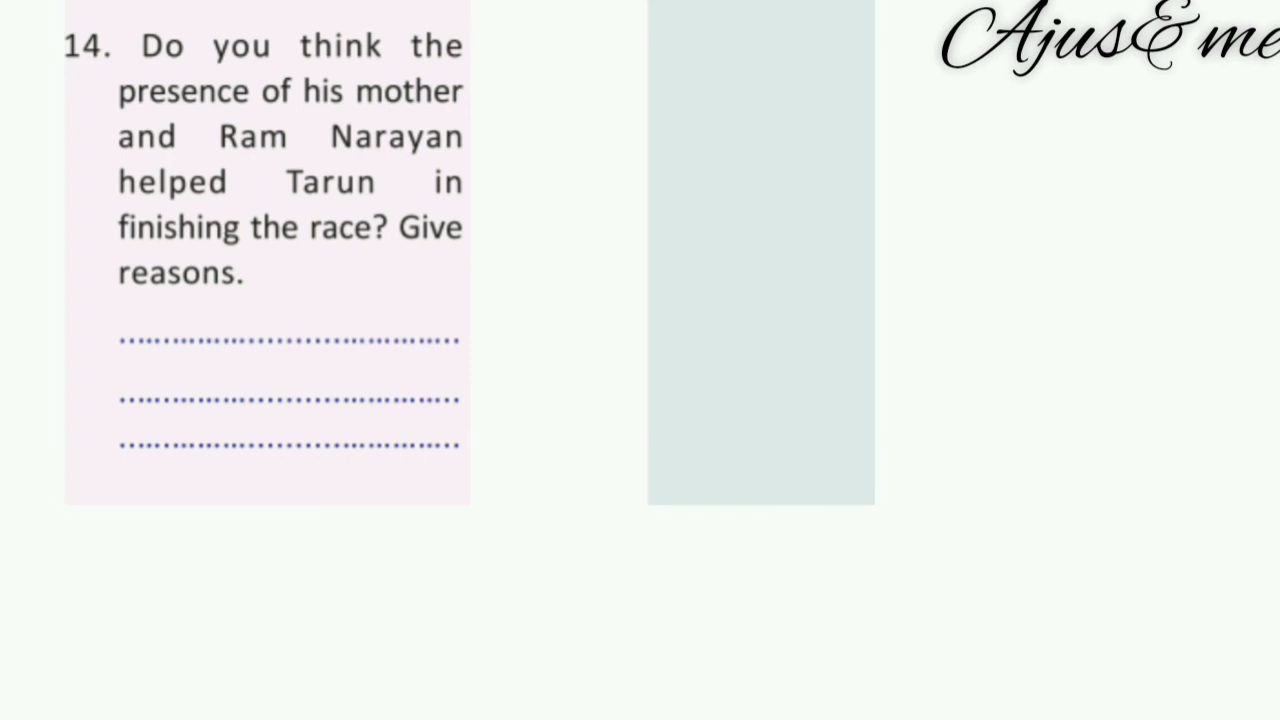 14. Do you think the
presence of his mother
and Ram Narayan
helped Tarun in
finishing the race? Give
reasons.
Ajus& me